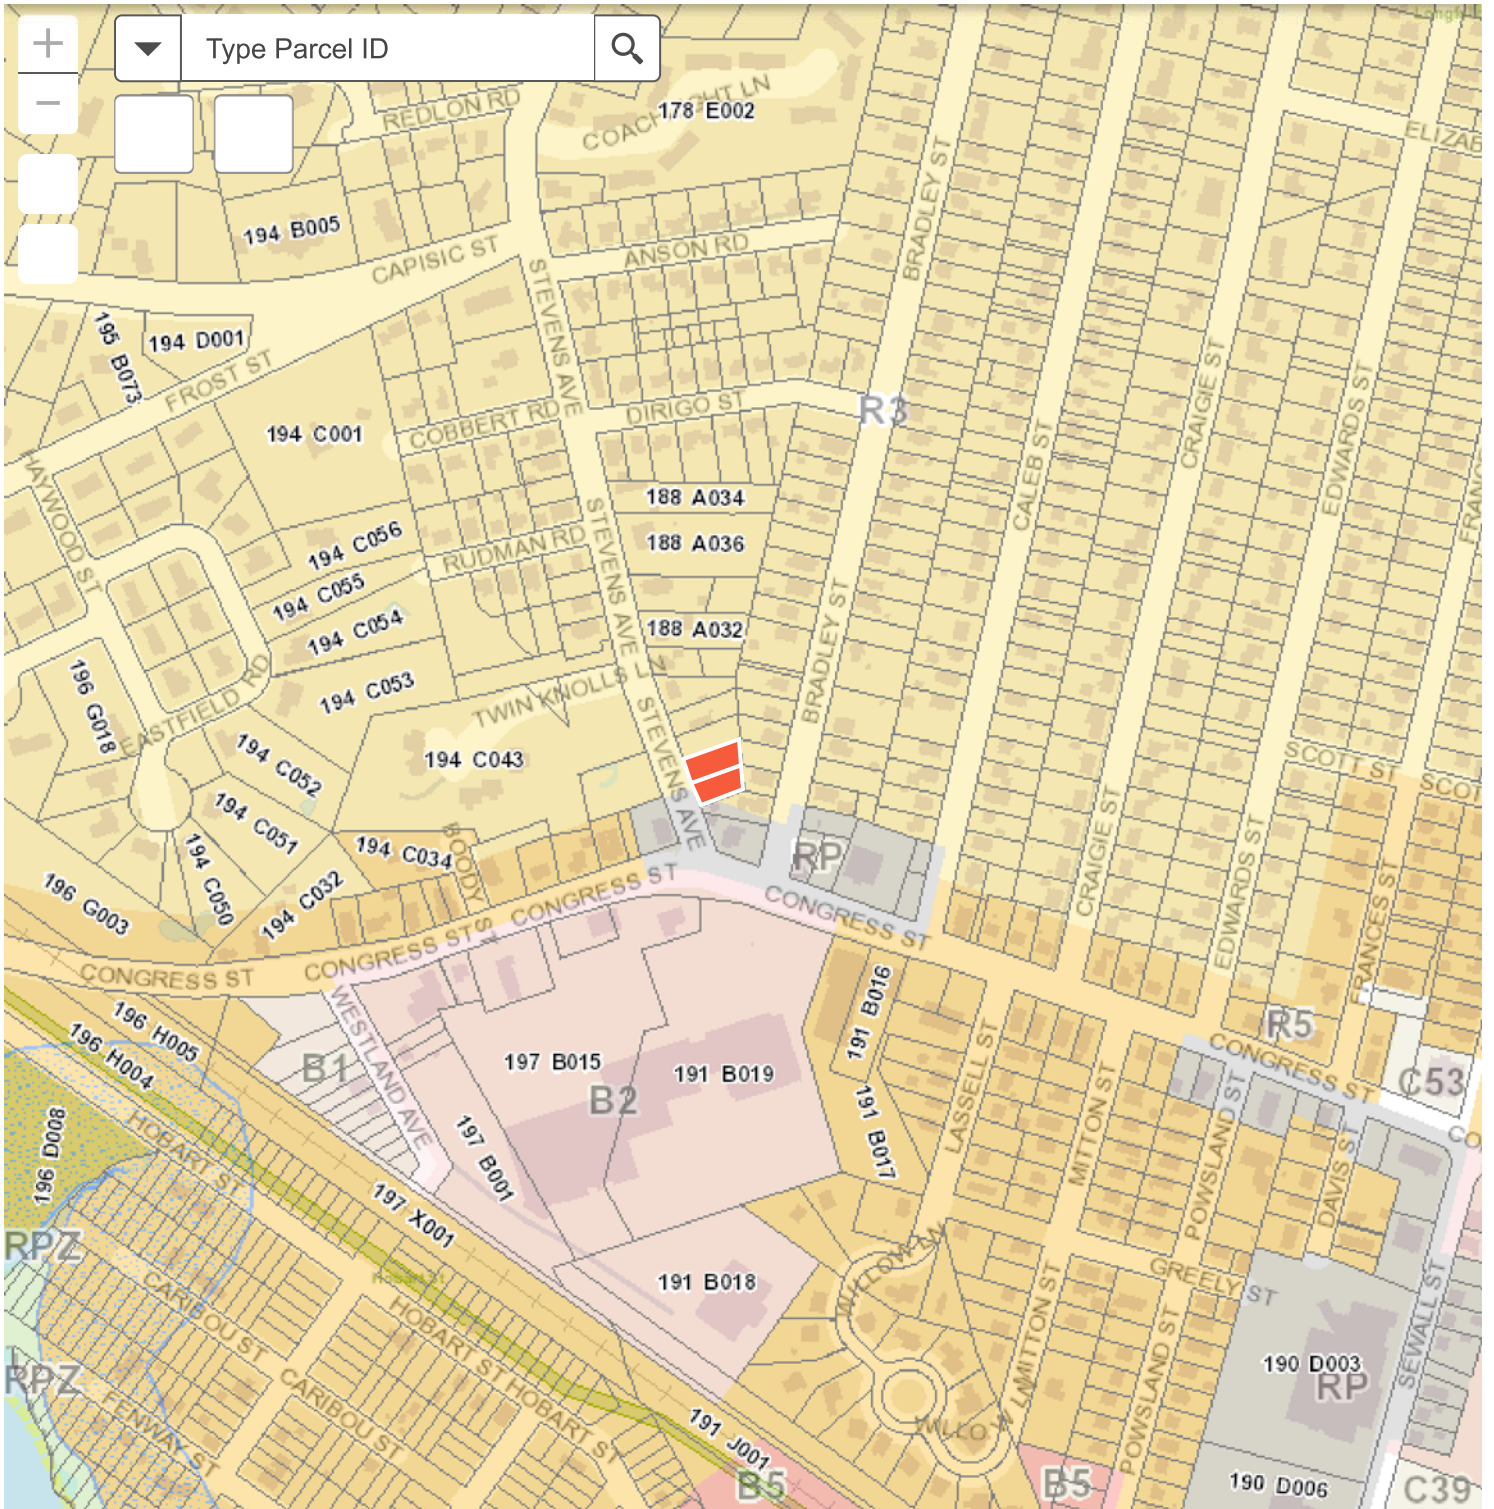 Type Parcel ID
REDLON RD
178 E002
ELIZAB
194 B005
CAPISIC ST
ANSON RD
BRADLEY ST
STEVENS AVE
195 B073
194 D001
FROST ST
194 C001
COBBERT RD
DIRIGO ST
R3
CRAIGIE ST
EDWARDS ST
CALEB ST
HAYWOOD ST
188 A034
188 A036
194 C056
RUDMAN RD
STEVENS AVE
194 C055
194 C054
188 A032
BRADLEY ST
196 G018
EASTFIELD RD
194 C053
TWIN KNOLLS LN
STEVENS AVE
194 C052
194 C043
SCOTT ST
SCOT
194 C051
194 C034
BOODY ST
RP
CRAIGIE ST
EDWARDS ST
FRANCES ST
196 G003
194 C050
194 C032
CONGRESS ST
CONGRESS ST
CONGRESS ST
CONGRESS ST
196 H005
196 H004
WESTLAND AVE
B1
197 B015
191 B019
B2
191 B016
191 B017
LASSELL ST
MITTON ST
POWSLAND ST
R5
CONGRESS ST
C53
CO
196 D008
HOBART ST
197 B001
197 X001
DAVIS ST
RPZ
CARIBOU ST
Hobart St
HOBART ST
191 B018
WILLOW LN
MITTON ST
GREELY ST
SEWALL ST
RPZ
FENWAY ST
CARIBOU ST
HOBART ST
191 J001
POWSLAND ST
190 D003
RP
B5
B5
190 D006
C39